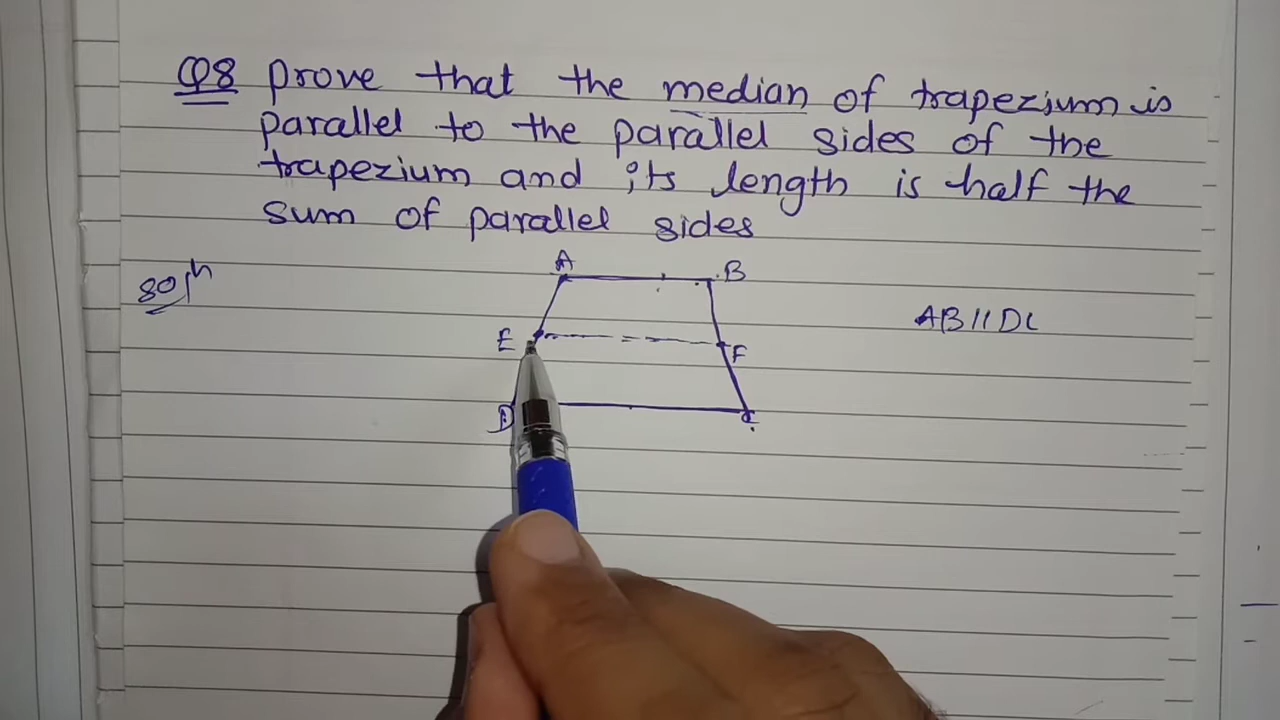 Q8 prove that the median of trapezium is
parallel to the parallel sides of the
trapezium and its length is half the
sum of parallel sides
Soln
A B
AB // DC
E F
D C